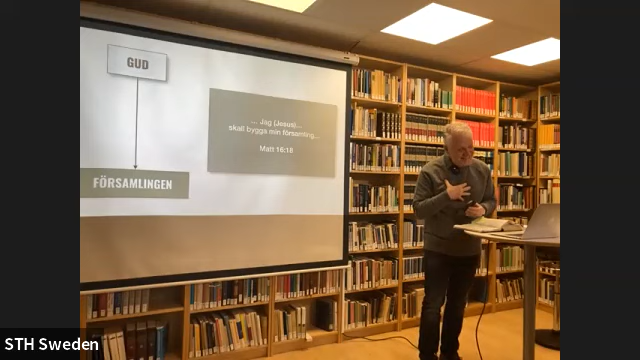 GUD
... Jag (Jesus)...
skall bygga min församling...
Matt 16:18
FÖRSAMLINGEN
STH Sweden